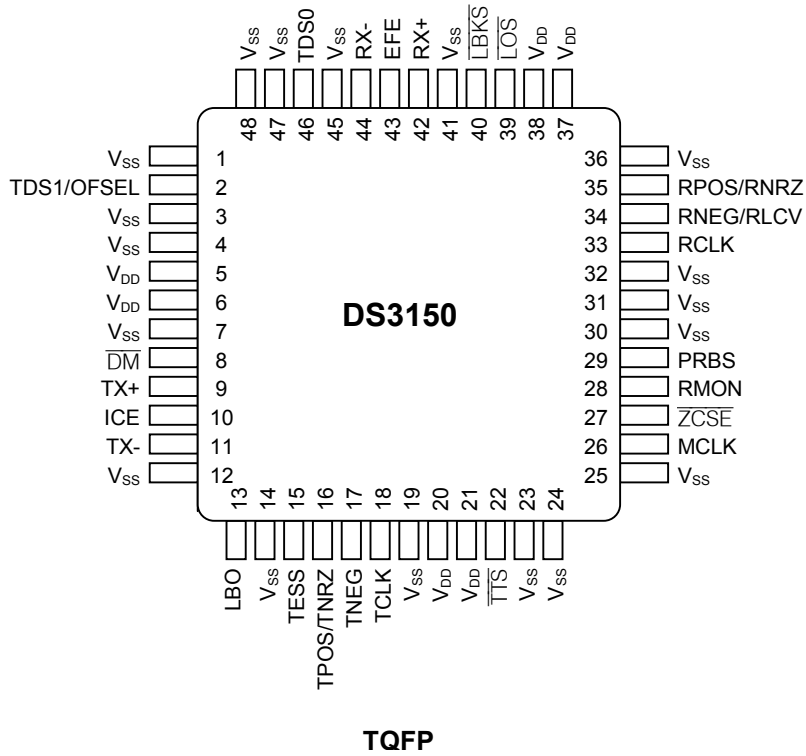 VSS
VSS
TDS0
VSS
RX-
EFE
RX+
VSS
LBKS
LOS
VDD
VDD
48
47
46
45
44
43
42
41
40
39
38
37
VSS 1
TDS1/OFSEL 2
VSS 3
VSS 4
VDD 5
VDD 6
VSS 7
DM 8
TX+ 9
ICE 10
TX- 11
VSS 12
DS3150
36 VSS
35 RPOS/RNRZ
34 RNEG/RLCV
33 RCLK
32 VSS
31 VSS
30 VSS
29 PRBS
28 RMON
27 ZCSE
26 MCLK
25 VSS
13
14
15
16
17
18
19
20
21
22
23
24
LBO
VSS
TESS
TPOS/TNRZ
TNEG
TCLK
VSS
VDD
VDD
TTS
VSS
VSS
TQFP